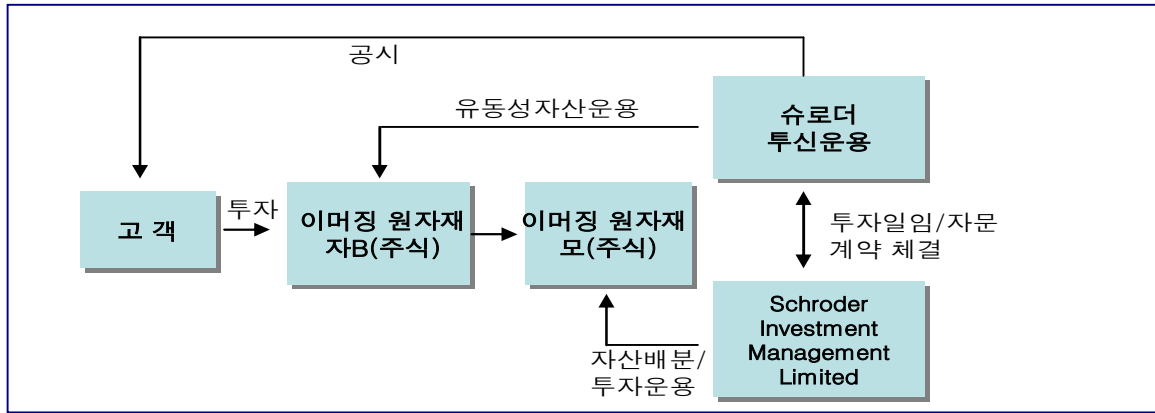 공시
유동성자산운용
슈로더
투신운용
고 객
투자
이머징 원자재
자B(주식)
이머징 원자재
모(주식)
투자일임/자문
계약 체결
자산배분/
투자운용
Schroder
Investment
Management
Limited